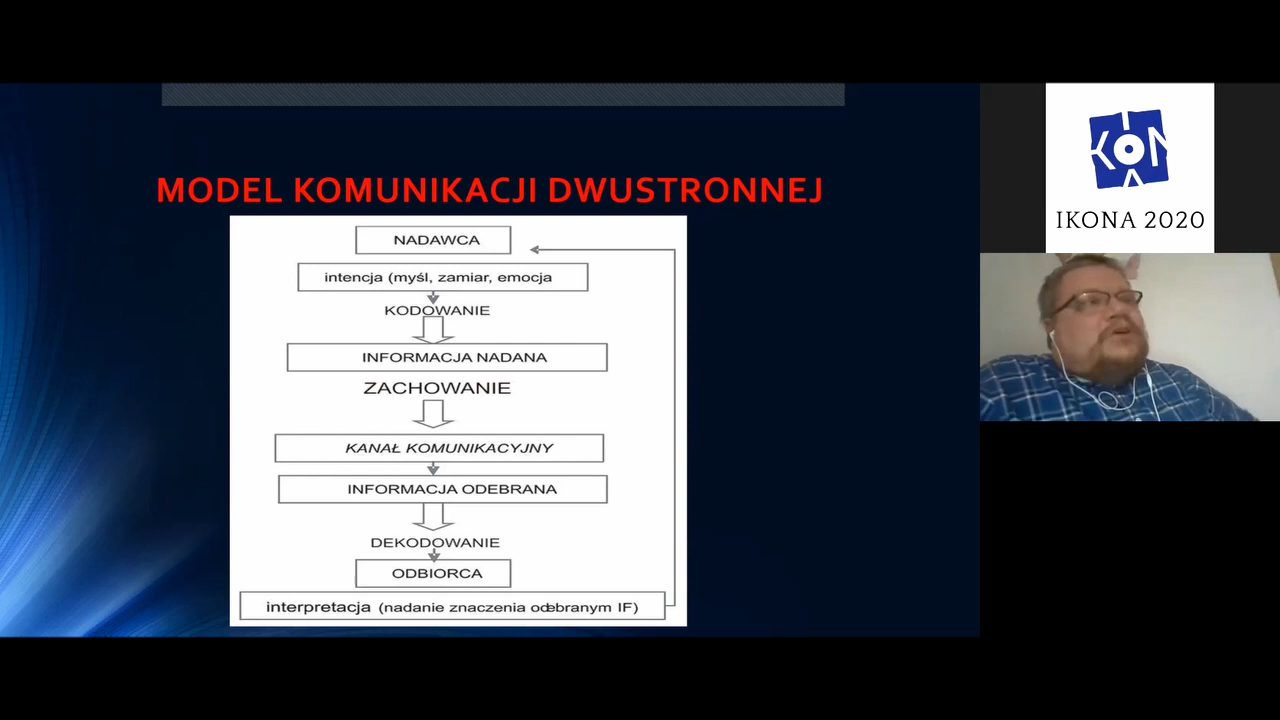 MODEL KOMUNIKACJI DWUSTRONNEJ
NADAWCA
intencja (myśl, zamiar, emocja
KODOWANIE
INFORMACJA NADANA
ZACHOWANIE
KANAŁ KOMUNIKACYJNY
INFORMACJA ODEBRANA
DEKODOWANIE
ODBIORCA
interpretacja (nadanie znaczenia odebranym IF)
IKONA
IKONA 2020